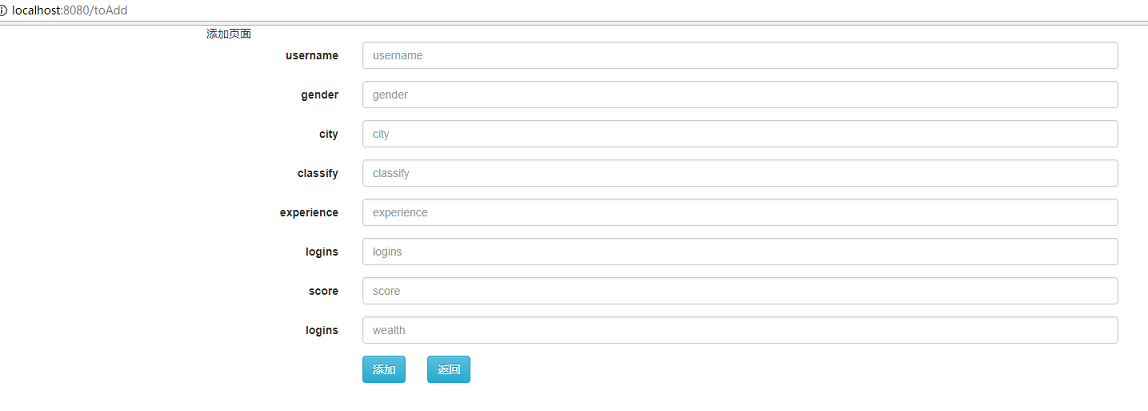 localhost:8080/toAdd
添加页面
username username
gender gender
city city
classify classify
experience experience
logins logins
score score
logins wealth
添加 返回